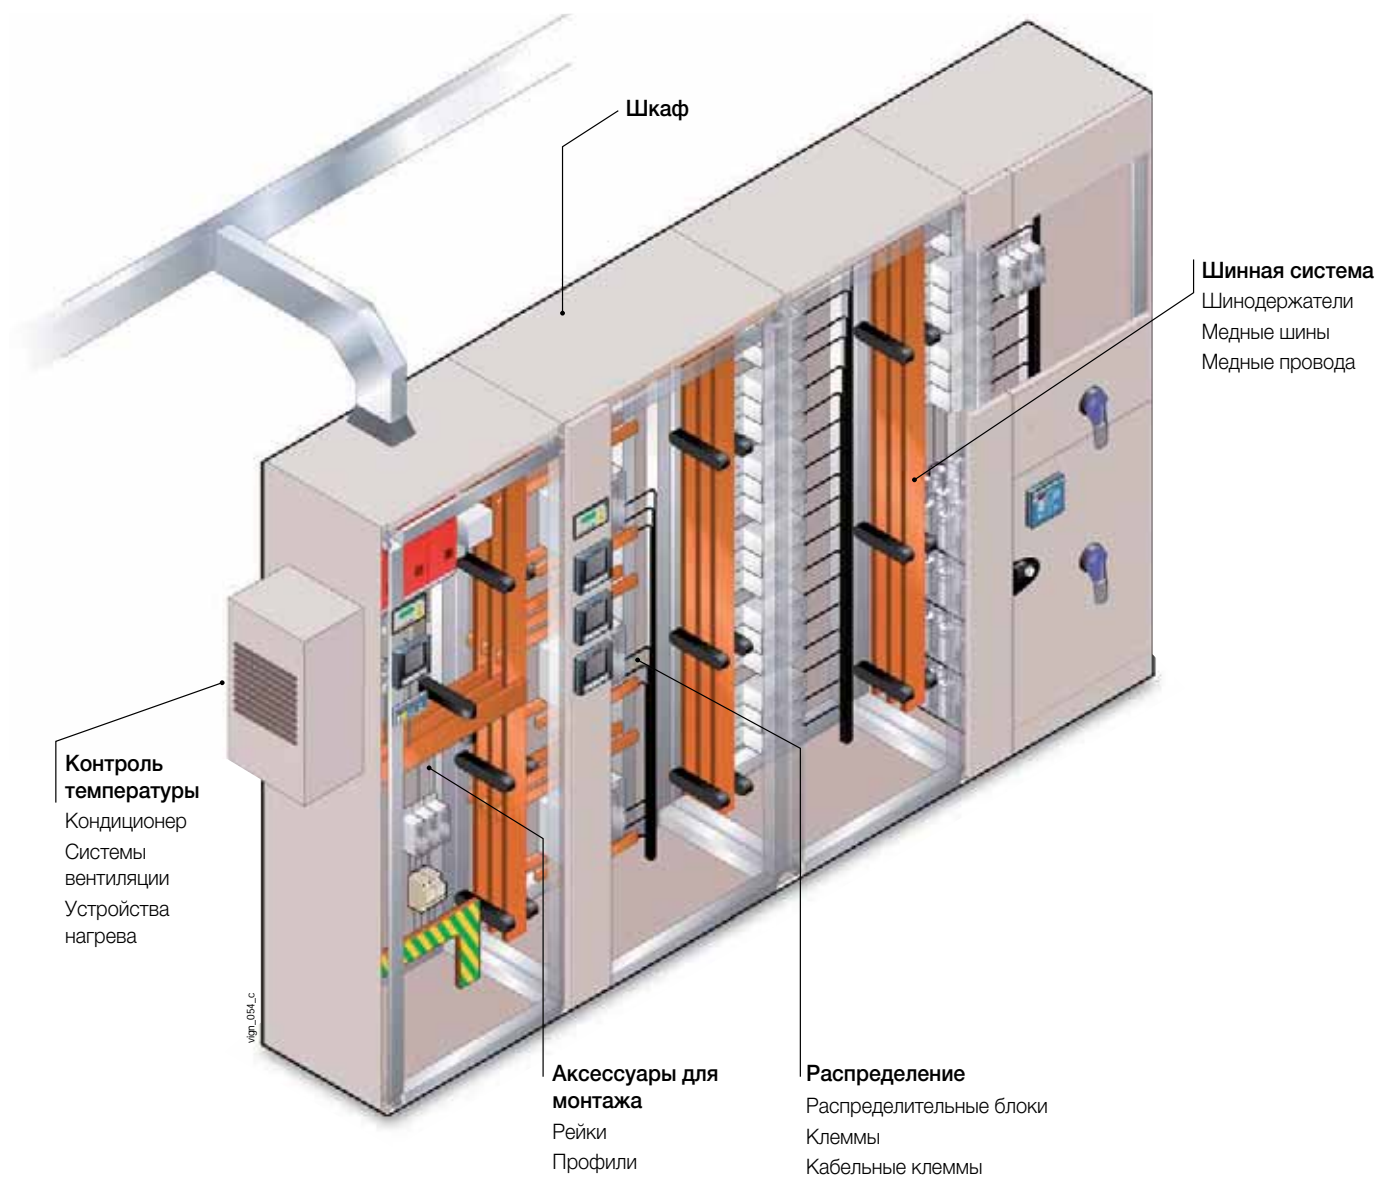 Шкаф
Шинная система
Шинодержатели
Медные шины
Медные провода
Контроль
температуры
Кондиционер
Системы
вентиляции
Устройства
нагрева
vign_054_c
Аксессуары для
монтажа
Рейки
Профили
Распределение
Распределительные блоки
Клеммы
Кабельные клеммы